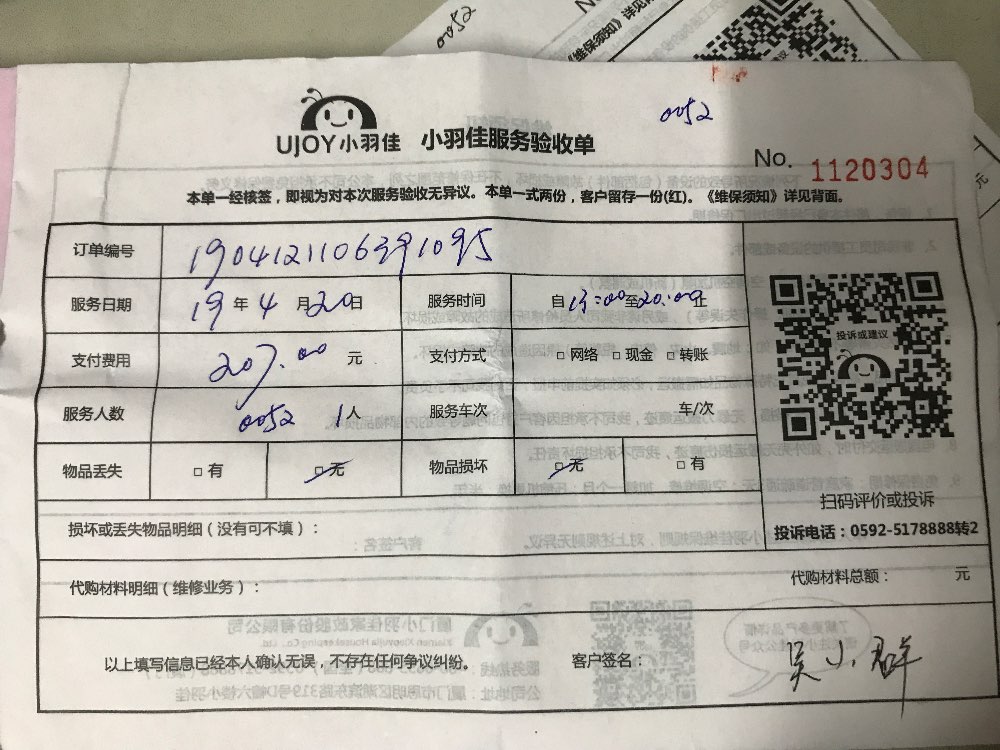 0052
《维保须知》详见
0052
UJOY小羽佳 小羽佳服务验收单
No. 1120304
本单一经核签，即视为对本次服务验收无异议。本单一式两份，客户留存一份(红)。《维保须知》详见背面。
订单编号
服务日期 19 年 4 月 20 日 服务时间 自 13:00 至 20:00 止
支付费用 207.00 元 支付方式 □ 网络 □ 现金 □ 转账
服务人数 0052 1 人 服务车次 车/次
物品丢失 □ 有 □ 无 物品损坏 □ 无 □ 有
投诉或建议
扫码评价或投诉
投诉电话：0592-5178888转2
损坏或丢失物品明细（没有可不填）：
代购材料明细（维修业务）： 代购材料总额： 元
以上填写信息已经本人确认无误，不存在任何争议纠纷。 客户签名： 吴小群